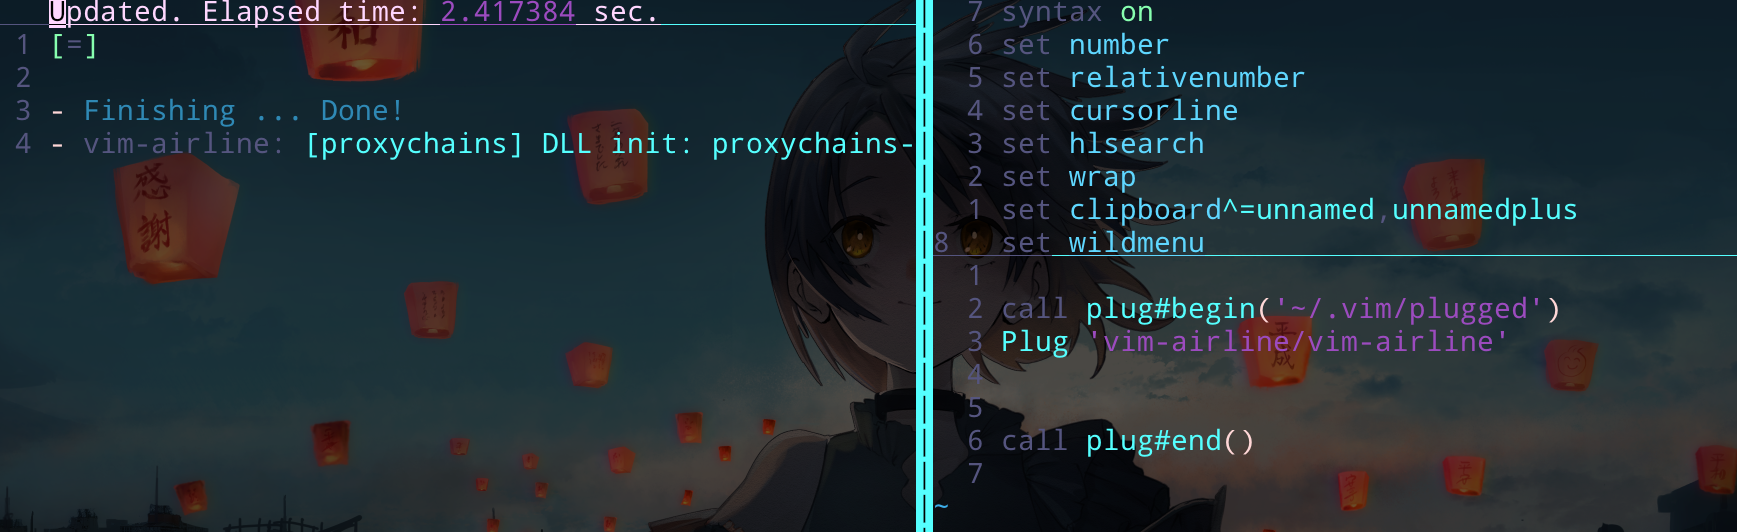 Updated. Elapsed time: 2.417384 sec.
1 [=]
2
3 - Finishing ... Done!
4 - vim-airline: [proxychains] DLL init: proxychains-
7 syntax on
6 set number
5 set relativenumber
4 set cursorline
3 set hlsearch
2 set wrap
1 set clipboard^=unnamed,unnamedplus
8 set wildmenu
1
2 call plug#begin('~/.vim/plugged')
3 Plug 'vim-airline/vim-airline'
4
5
6 call plug#end()
7
~
和
感
謝